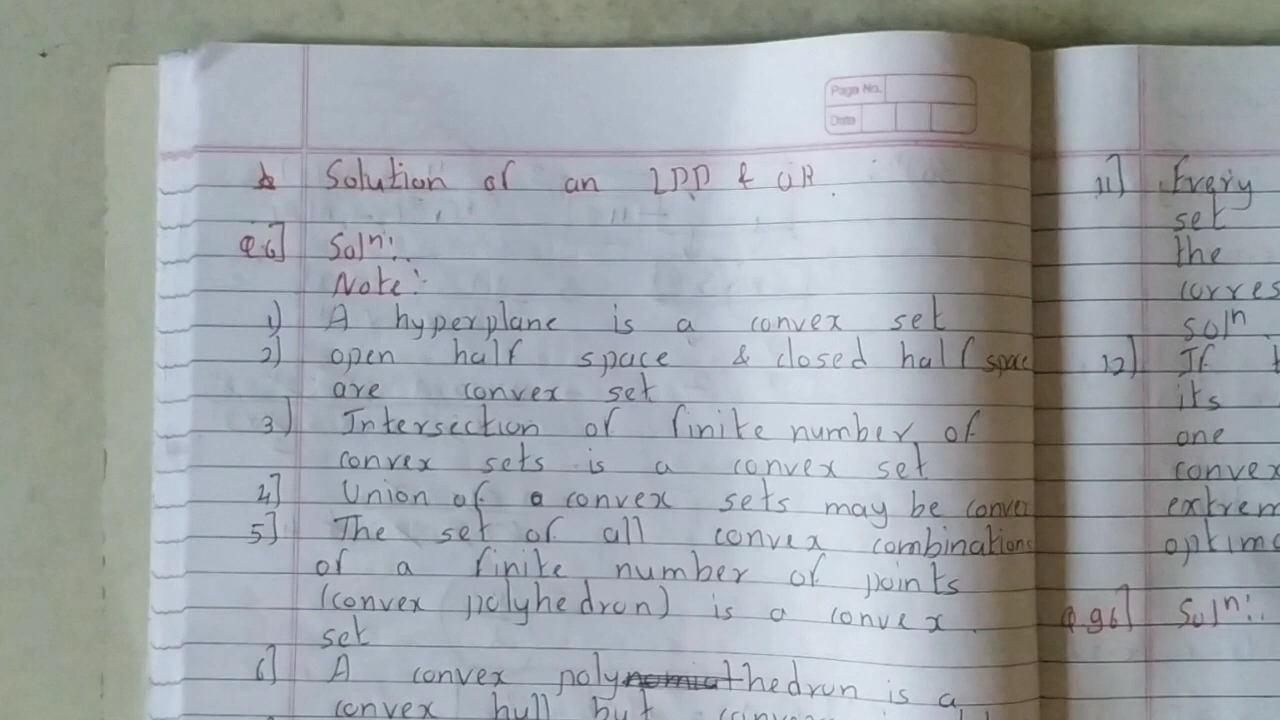 Page No.
Date
Solution of an LPP & QB.
Q6] Soln:
Note:
1) A hyperplane is a convex set
2) open half space & closed half space
are convex set
3) Intersection of finite number of
convex sets is a convex set
4] Union of a convex sets may be convex
5] The set of all convex combinations
of a finite number of points
(convex polyhedron) is a convex
set
6] A convex polyhedron is a
convex hull but
11] Every
set
the
corres
soln
12] If
its
one
convex
extrem
optima
Q96] Soln: